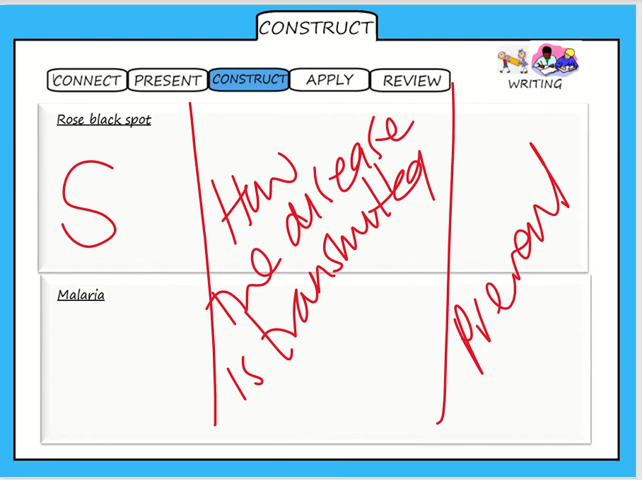 CONSTRUCT
CONNECT PRESENT CONSTRUCT APPLY REVIEW
WRITING
Rose black spot
S
How
the disease
is transmitted
Prevent
Malaria